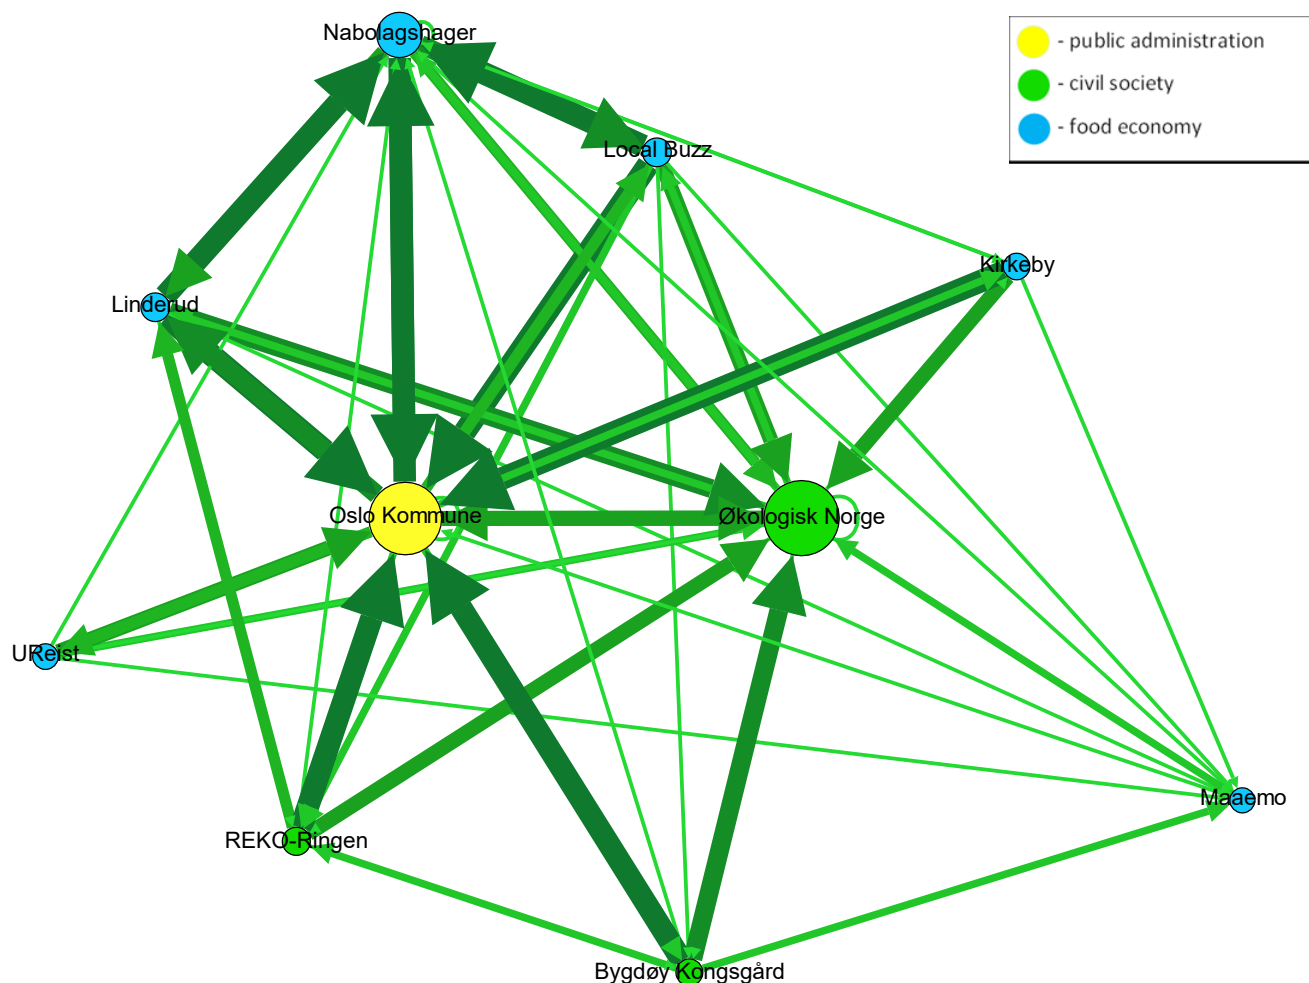 Nabolagshager
- public administration
- civil society
- food economy
Local Buzz
Kirkeby
Linderud
Oslo Kommune
Økologisk Norge
UReist
Maaemo
REKO-Ringen
Bygdøy Kongsgård